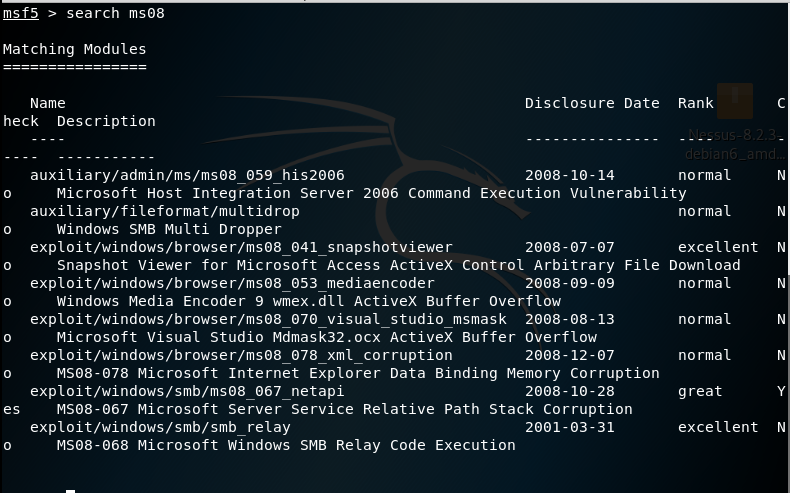 msf5 > search ms08
Matching Modules
================
Name Disclosure Date Rank C
heck Description
---- --------------- ---- -
---- -----------
auxiliary/admin/ms/ms08_059_his2006 2008-10-14 normal N
o Microsoft Host Integration Server 2006 Command Execution Vulnerability
auxiliary/fileformat/multidrop normal N
o Windows SMB Multi Dropper
exploit/windows/browser/ms08_041_snapshotviewer 2008-07-07 excellent N
o Snapshot Viewer for Microsoft Access ActiveX Control Arbitrary File Download
exploit/windows/browser/ms08_053_mediaencoder 2008-09-09 normal N
o Windows Media Encoder 9 wmex.dll ActiveX Buffer Overflow
exploit/windows/browser/ms08_070_visual_studio_msmask 2008-08-13 normal N
o Microsoft Visual Studio Mdmask32.ocx ActiveX Buffer Overflow
exploit/windows/browser/ms08_078_xml_corruption 2008-12-07 normal N
o MS08-078 Microsoft Internet Explorer Data Binding Memory Corruption
exploit/windows/smb/ms08_067_netapi 2008-10-28 great Y
es MS08-067 Microsoft Server Service Relative Path Stack Corruption
exploit/windows/smb/smb_relay 2001-03-31 excellent N
o MS08-068 Microsoft Windows SMB Relay Code Execution
Nessus-8.2.3-
debian6_amd...